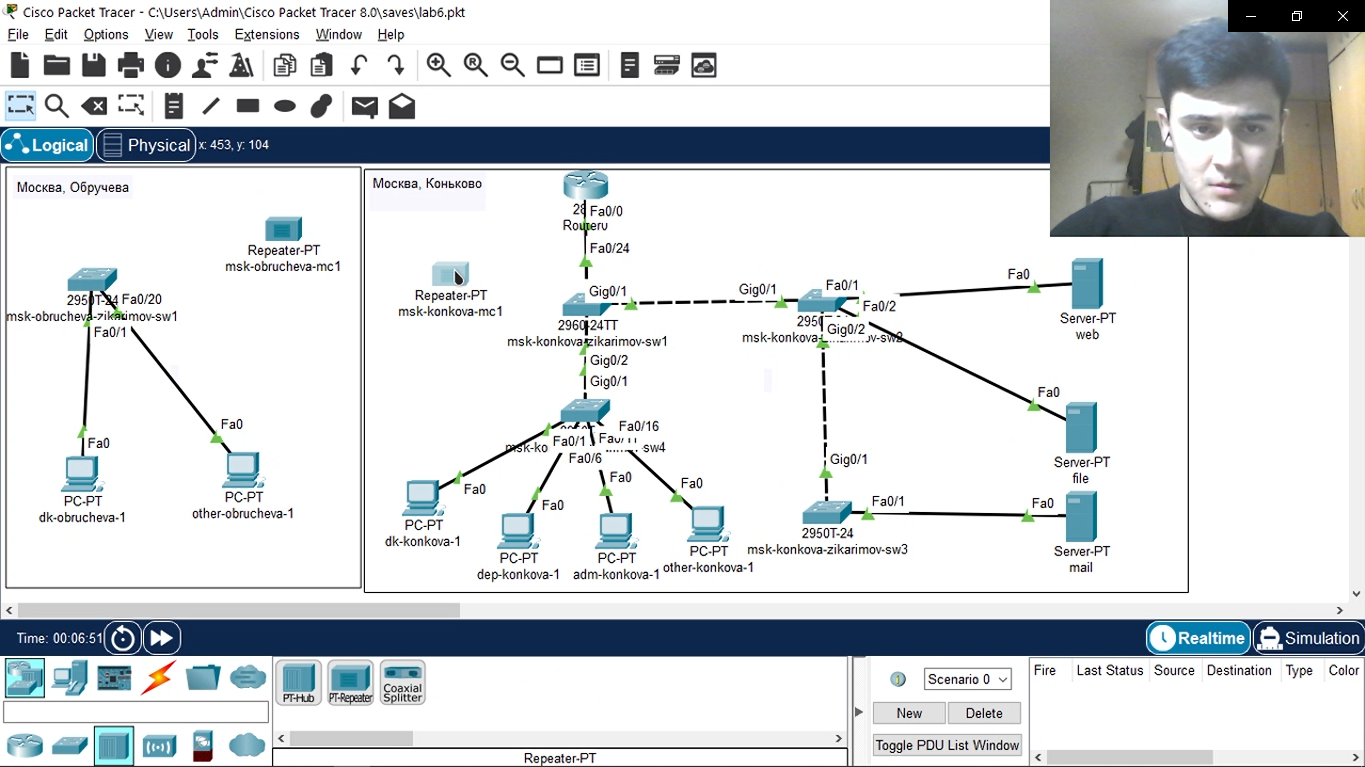 Cisco Packet Tracer - C:\Users\Admin\Cisco Packet Tracer 8.0\saves\lab6.pkt
File Edit Options View Tools Extensions Window Help
Logical Physical x: 453, y: 104
Москва, Обручева
Repeater-PT
msk-obrucheva-mc1
2950T-24 Fa0/20
msk-obrucheva-zikarimov-sw1
Fa0/1
Fa0
Fa0
PC-PT
dk-obrucheva-1
PC-PT
other-obrucheva-1
Москва, Коньково
28 Fa0/0
Router0
Fa0/24
Repeater-PT
msk-konkova-mc1
Gig0/1
2960-24TT
msk-konkova-zikarimov-sw1
Gig0/2
Gig0/1
Gig0/1
Fa0/1
Fa0/2
Gig0/2
Fa0
Server-PT
web
Fa0
Server-PT
file
Fa0/16
msk-ko Fa0/1 sw4
Fa0/6
Fa0
Fa0
Fa0
Fa0
PC-PT
dk-konkova-1
PC-PT
dep-konkova-1
PC-PT
adm-konkova-1
PC-PT
other-konkova-1
Gig0/1
Fa0/1
2950T-24
msk-konkova-zikarimov-sw3
Fa0
Server-PT
mail
Time: 00:06:51
Realtime Simulation
PT-Hub PT-Repeater Coaxial Splitter
Repeater-PT
Scenario 0
New Delete
Toggle PDU List Window
Fire Last Status Source Destination Type Color